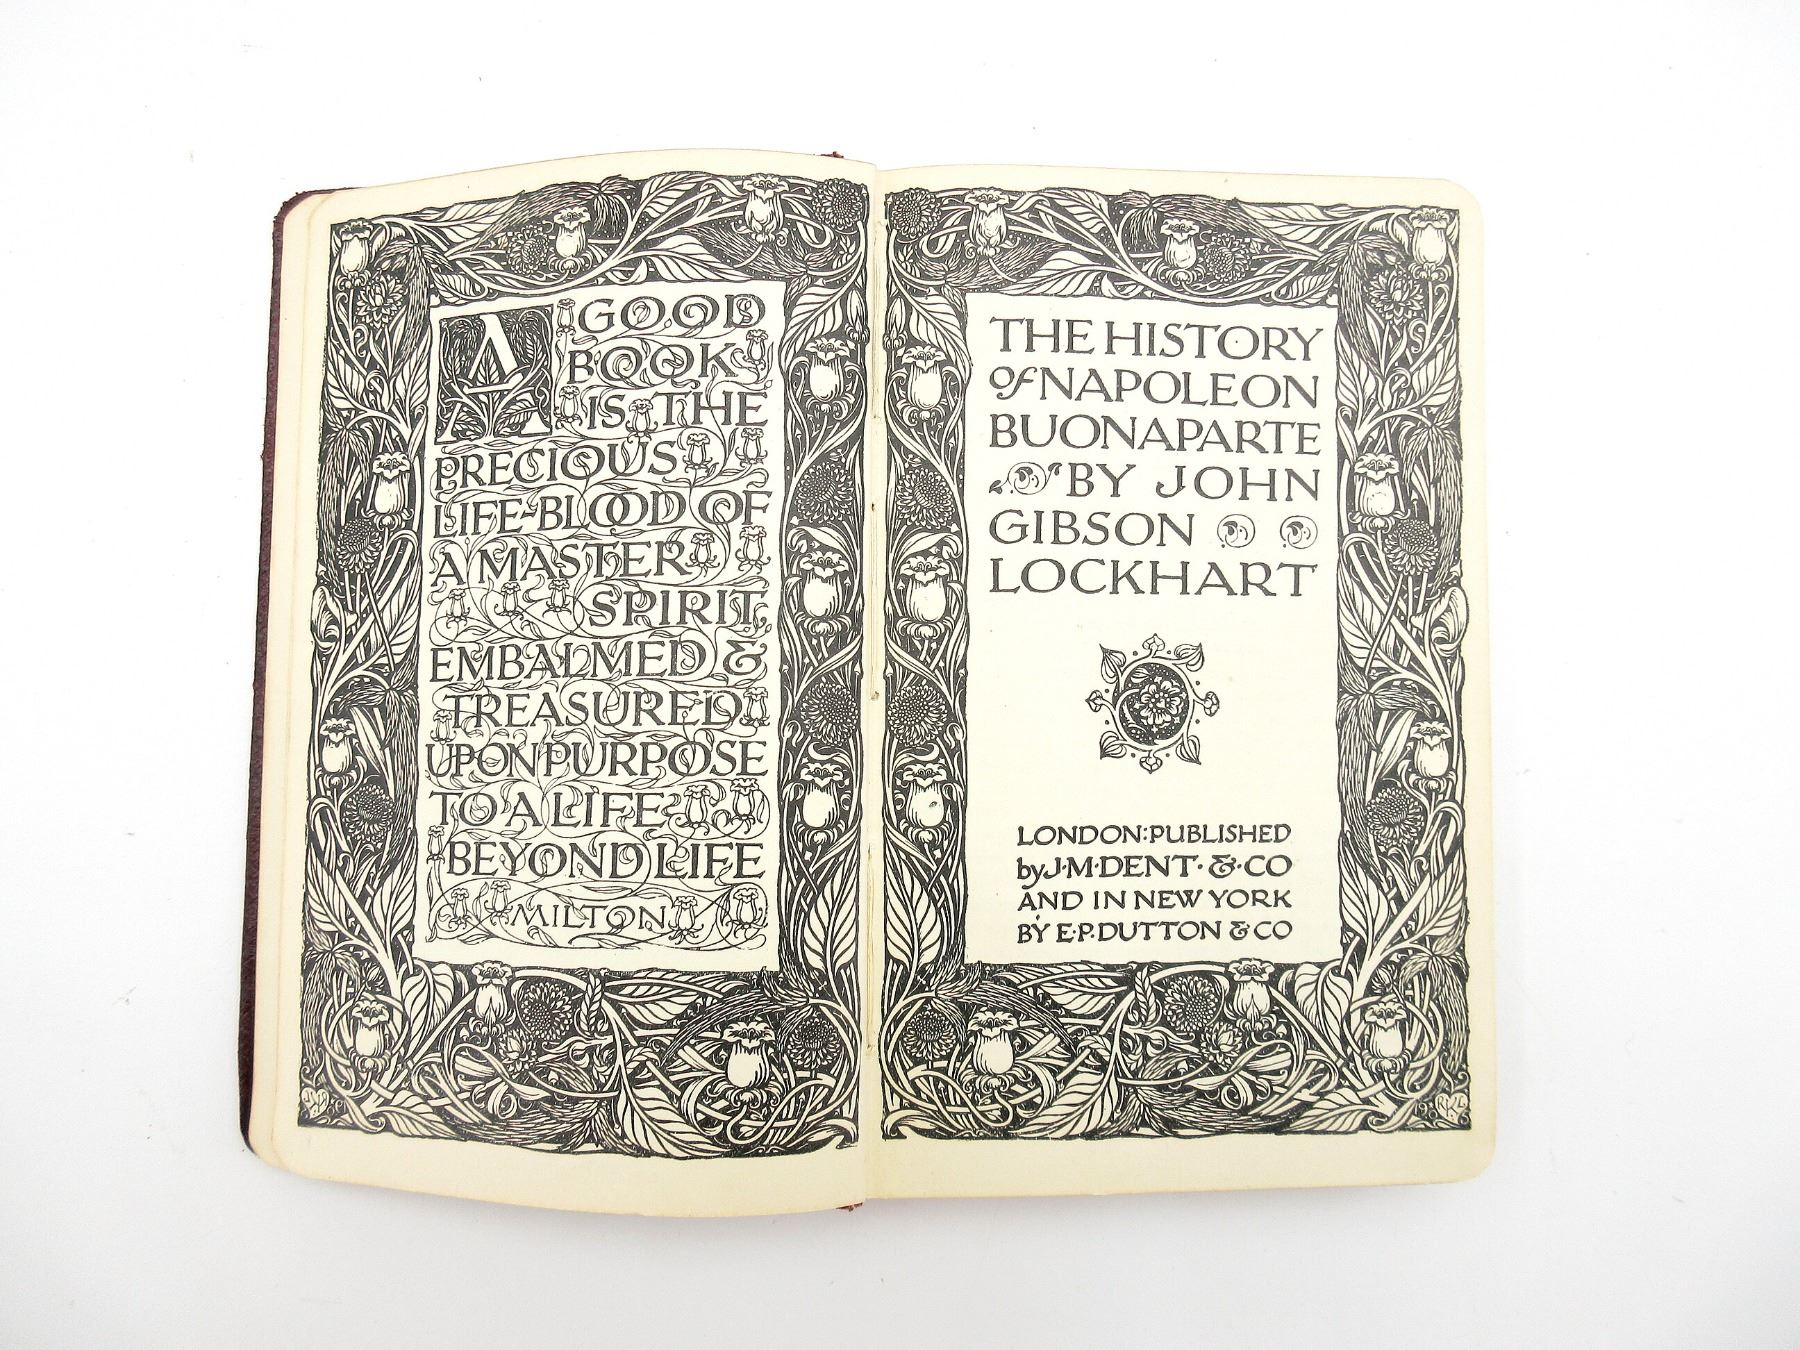 A GOOD
BOOK
IS THE
PRECIOUS
LIFE-BLOOD OF
A MASTER
SPIRIT,
EMBALMED &
TREASURED
UPON PURPOSE
TO A LIFE
BEYOND LIFE
MILTON
THE HISTORY
of NAPOLEON
BUONAPARTE
BY JOHN
GIBSON
LOCKHART
LONDON:PUBLISHED
by J·M·DENT·&·CO
AND IN NEW YORK
BY E·P·DUTTON & CO